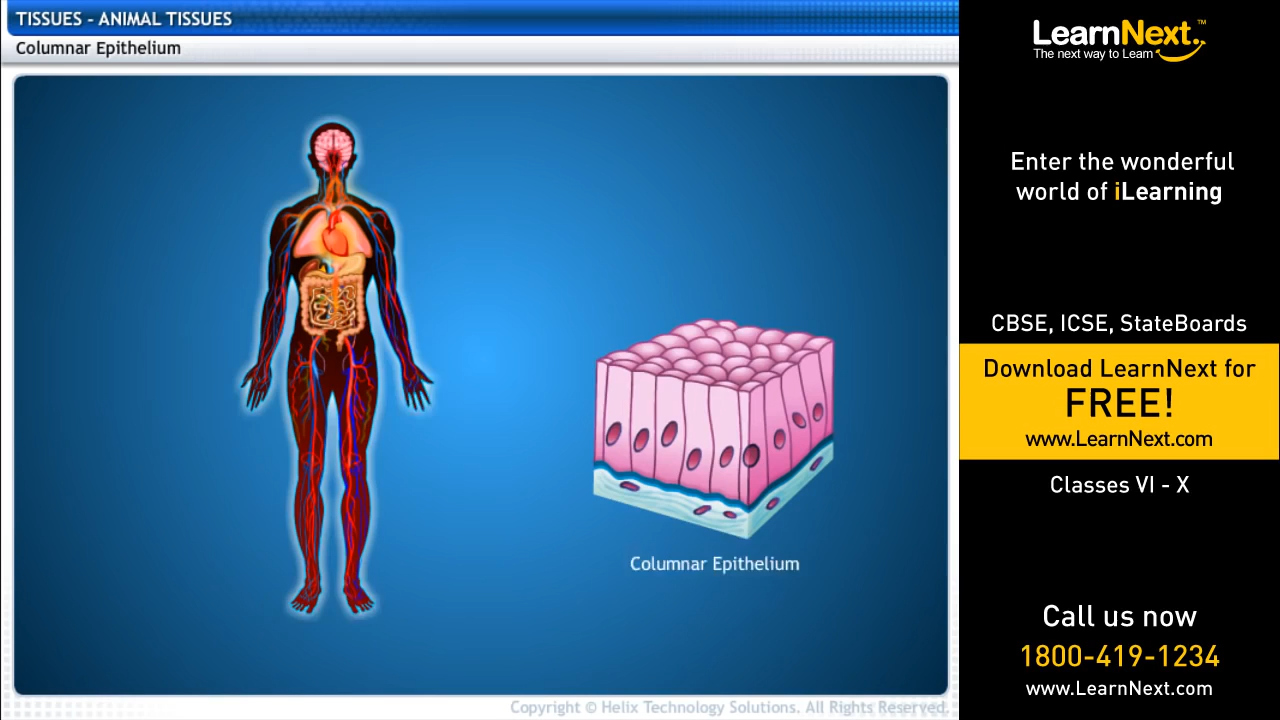 TISSUES - ANIMAL TISSUES
Columnar Epithelium
Columnar Epithelium
Copyright © Helix Technology Solutions. All Rights Reserved.
LearnNext.™
The next way to Learn
Enter the wonderful
world of iLearning
CBSE, ICSE, StateBoards
Download LearnNext for
FREE!
www.LearnNext.com
Classes VI - X
Call us now
1800-419-1234
www.LearnNext.com